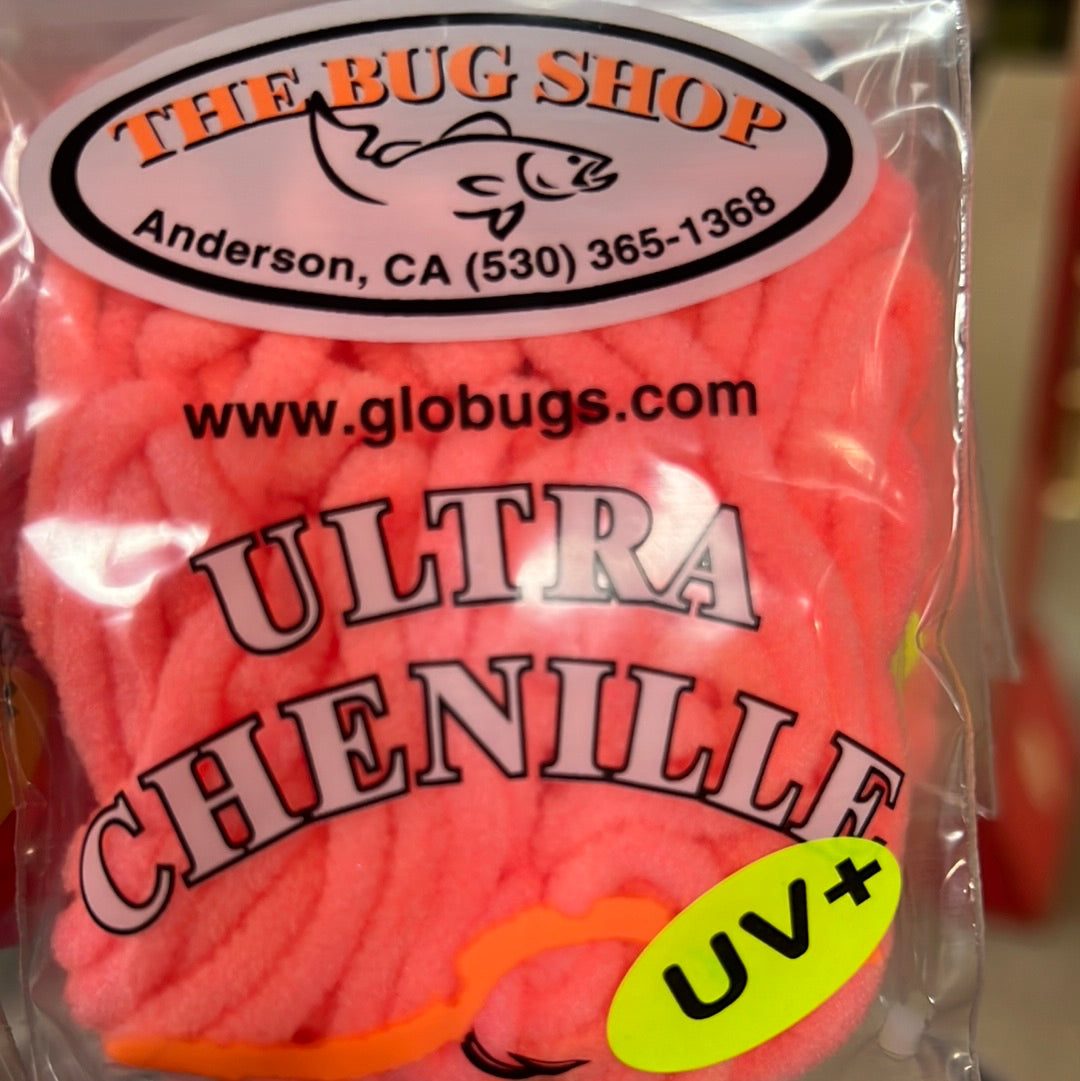 THE BUG SHOP
Anderson, CA (530) 365-1368
www.globugs.com
ULTRA
CHENILLE
UV+